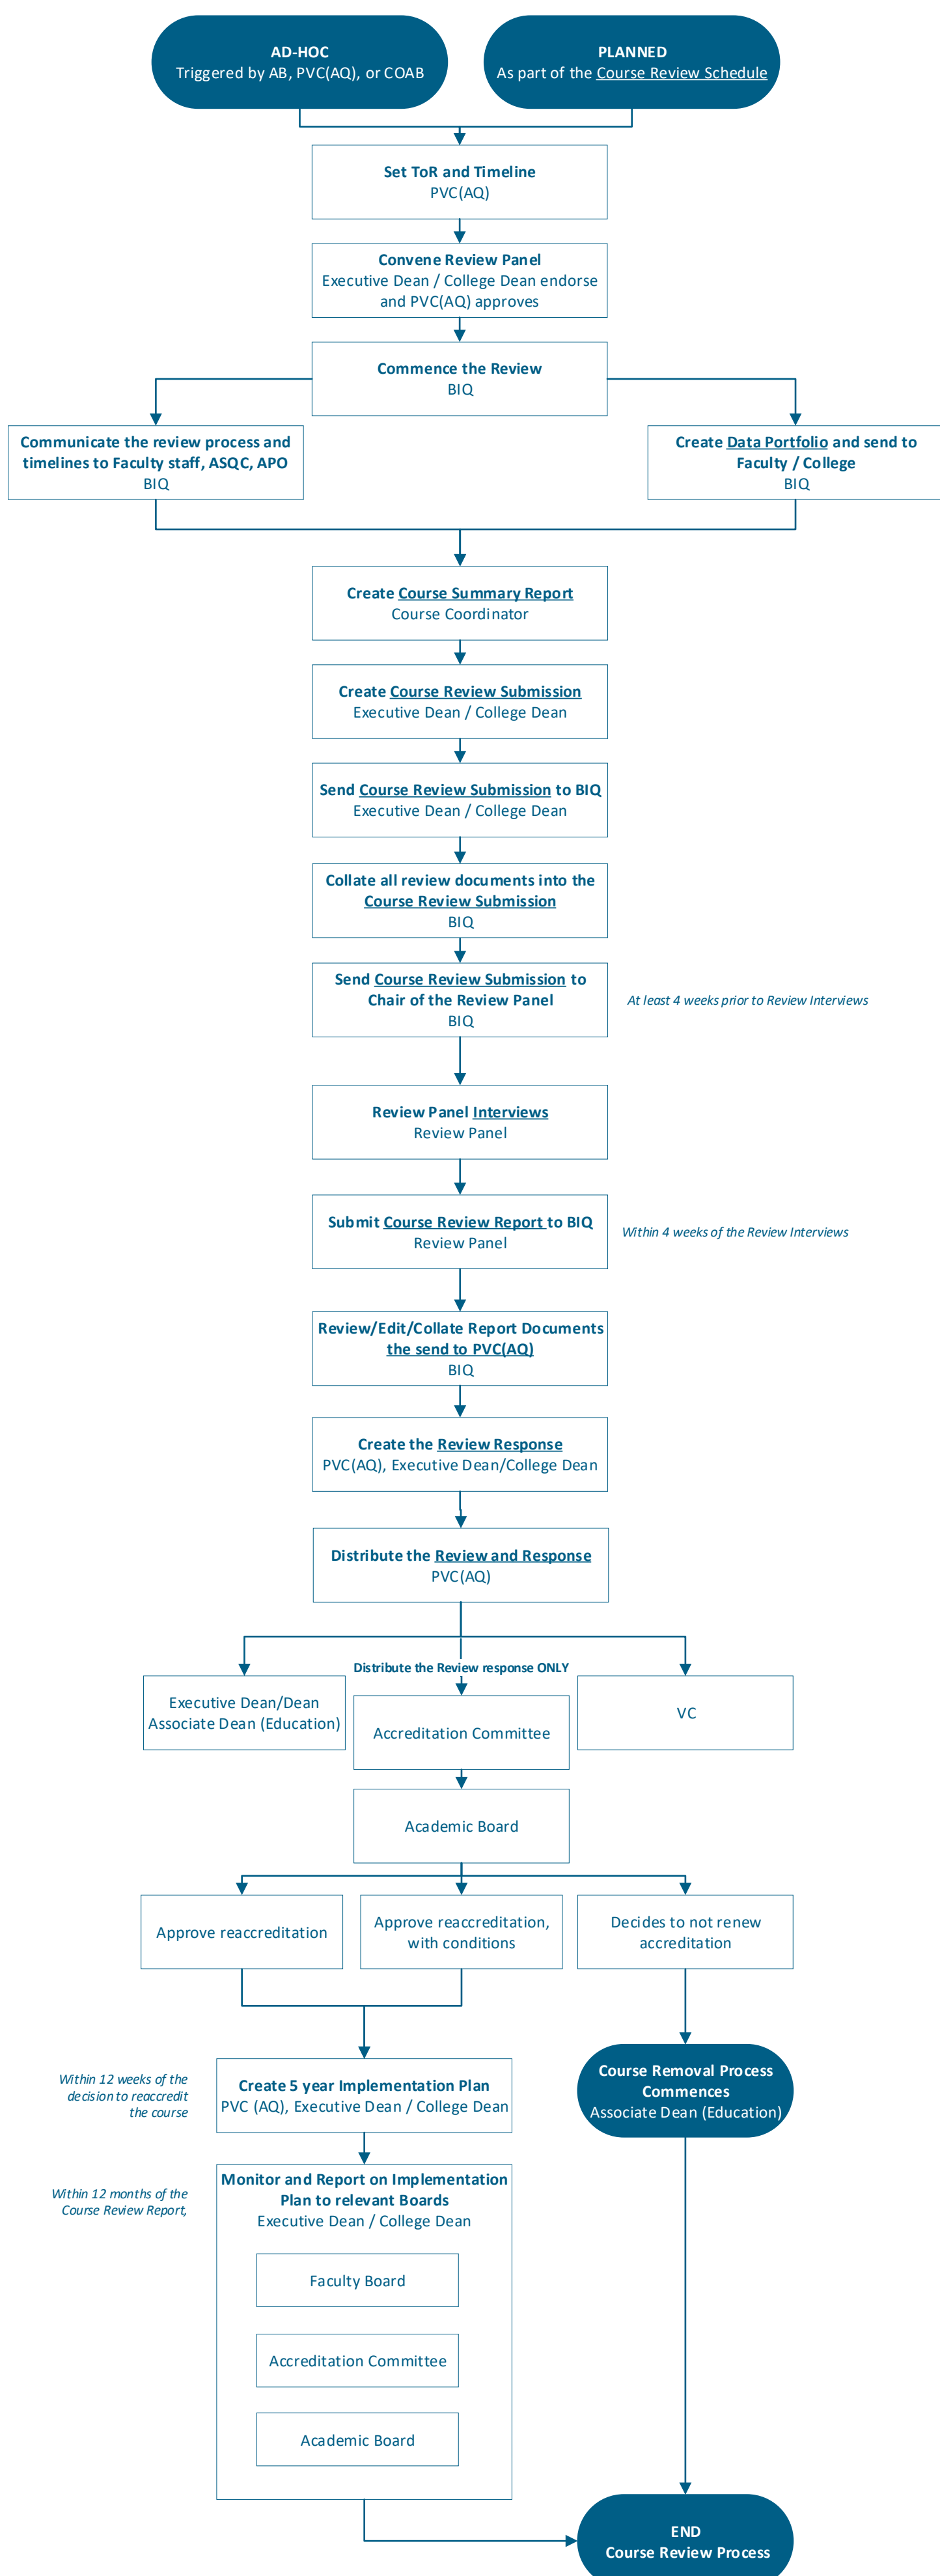 AD-HOC
Triggered by AB, PVC(AQ), or COAB
PLANNED
As part of the Course Review Schedule
Set ToR and Timeline
PVC(AQ)
Convene Review Panel
Executive Dean / College Dean endorse
and PVC(AQ) approves
Commence the Review
BIQ
Communicate the review process and
timelines to Faculty staff, ASQC, APO
BIQ
Create Data Portfolio and send to
Faculty / College
BIQ
Create Course Summary Report
Course Coordinator
Create Course Review Submission
Executive Dean / College Dean
Send Course Review Submission to BIQ
Executive Dean / College Dean
Collate all review documents into the
Course Review Submission
BIQ
Send Course Review Submission to
Chair of the Review Panel
BIQ
At least 4 weeks prior to Review Interviews
Review Panel Interviews
Review Panel
Submit Course Review Report to BIQ
Review Panel
Within 4 weeks of the Review Interviews
Review/Edit/Collate Report Documents
the send to PVC(AQ)
BIQ
Create the Review Response
PVC(AQ), Executive Dean/College Dean
Distribute the Review and Response
PVC(AQ)
Distribute the Review response ONLY
Executive Dean/Dean
Associate Dean (Education)
Accreditation Committee
VC
Academic Board
Approve reaccreditation
Approve reaccreditation,
with conditions
Decides to not renew
accreditation
Within 12 weeks of the
decision to reaccredit
the course
Create 5 year Implementation Plan
PVC (AQ), Executive Dean / College Dean
Course Removal Process
Commences
Associate Dean (Education)
Within 12 months of the
Course Review Report,
Monitor and Report on Implementation
Plan to relevant Boards
Executive Dean / College Dean
Faculty Board
Accreditation Committee
Academic Board
END
Course Review Process